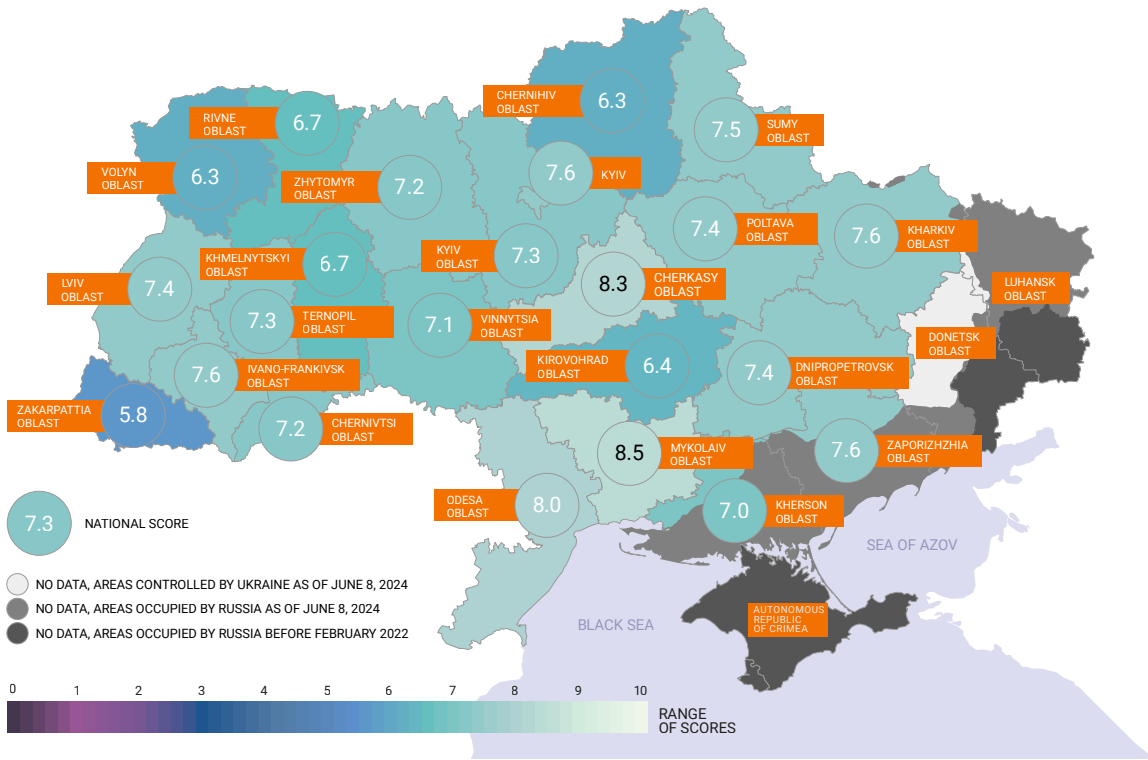 CHERNIHIV
OBLAST
6.3
RIVNE
OBLAST
6.7
7.5
SUMY
OBLAST
VOLYN
OBLAST
6.3
ZHYTOMYR
OBLAST
7.2
7.6
KYIV
7.4
POLTAVA
OBLAST
7.6
KHARKIV
OBLAST
KHMELNYTSKYI
OBLAST
6.7
KYIV
OBLAST
7.3
8.3
CHERKASY
OBLAST
LVIV
OBLAST
7.4
LUHANSK
OBLAST
7.3
TERNOPIL
OBLAST
7.1
VINNYTSIA
OBLAST
DONETSK
OBLAST
7.6
IVANO-FRANKIVSK
OBLAST
KIROVOHRAD
OBLAST
6.4
7.4
DNIPROPETROVSK
OBLAST
ZAKARPATTIA
OBLAST
5.8
7.2
CHERNIVTSI
OBLAST
8.5
MYKOLAIV
OBLAST
7.6
ZAPORIZHZHIA
OBLAST
ODESA
OBLAST
8.0
7.0
KHERSON
OBLAST
7.3
NATIONAL SCORE
SEA OF AZOV
NO DATA, AREAS CONTROLLED BY UKRAINE AS OF JUNE 8, 2024
NO DATA, AREAS OCCUPIED BY RUSSIA AS OF JUNE 8, 2024
NO DATA, AREAS OCCUPIED BY RUSSIA BEFORE FEBRUARY 2022
BLACK SEA
AUTONOMOUS
REPUBLIC
OF CRIMEA
0 1 2 3 4 5 6 7 8 9 10
RANGE
OF SCORES